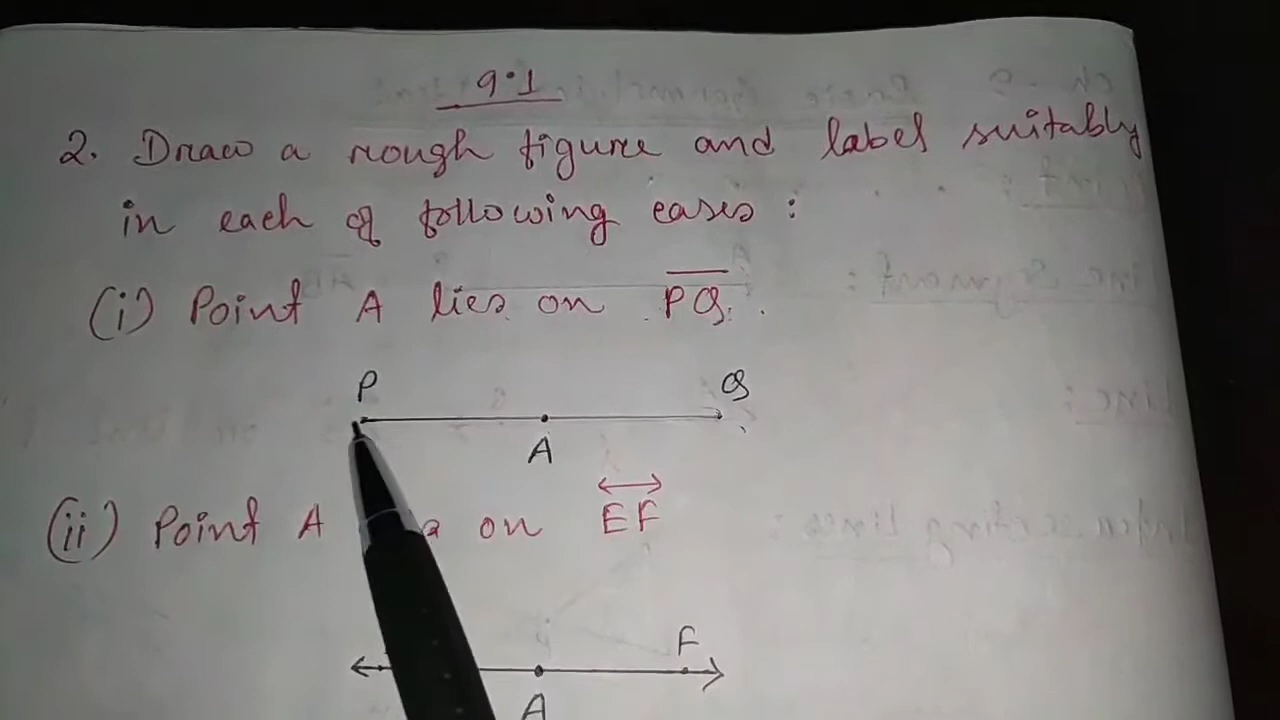 9.1
2. Draw a rough figure and label suitably
in each of following cases :
(i) Point A lies on PQ.
P Q
A
(ii) Point A on EF
F
A